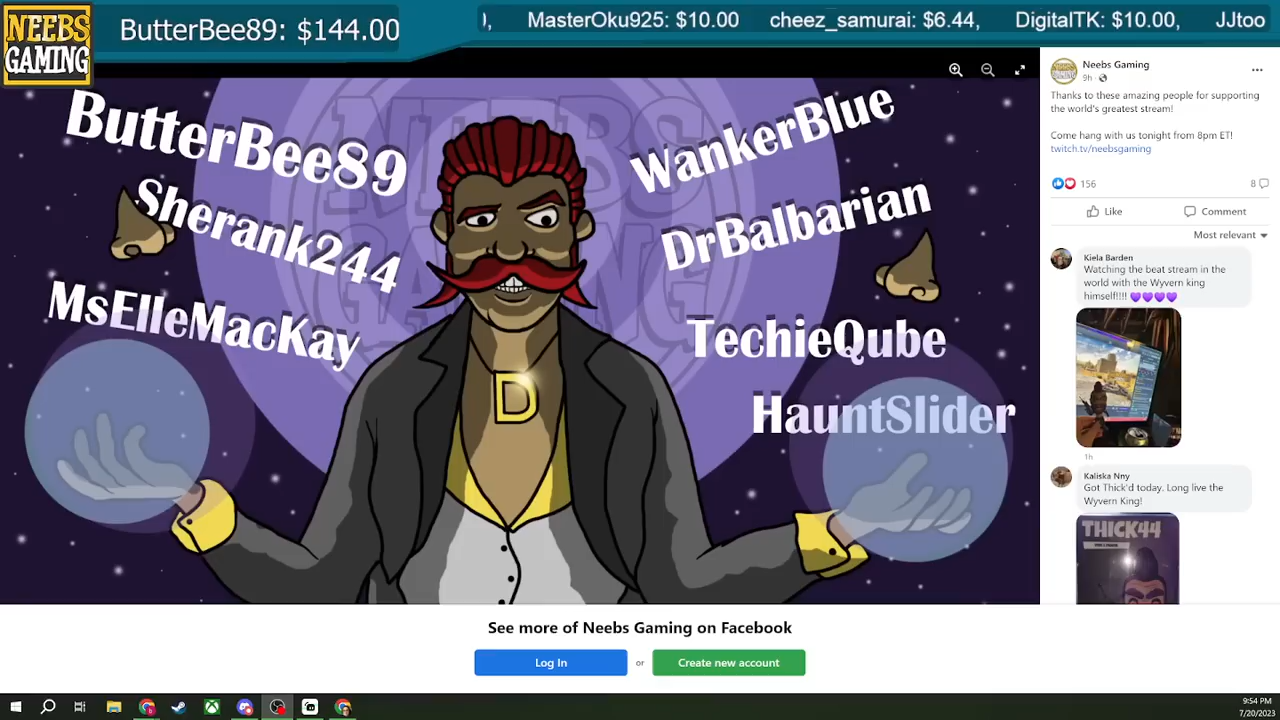 NEEBS
GAMING
ButterBee89: $144.00
), MasterOku925: $10.00 cheez_samurai: $6.44, DigitalTK: $10.00, JJtoo
NEEBS
GAMING
ButterBee89
Sherank244
MsElleMacKay
WankerBlue
DrBalbarian
TechieQube
HauntSlider
D
Neebs Gaming
9h ·
Thanks to these amazing people for supporting
the world's greatest stream!
Come hang with us tonight from 8pm ET!
twitch.tv/neebsgaming
156
8
Like
Comment
Most relevant
Kiela Barden
Watching the beat stream in the
world with the Wyvern king
himself!!!! 💜💜💜💜
1h
Kaliska Nny
Got Thick'd today. Long live the
Wyvern King!
THICK44
See more of Neebs Gaming on Facebook
Log In
or
Create new account
9:54 PM
7/20/2023